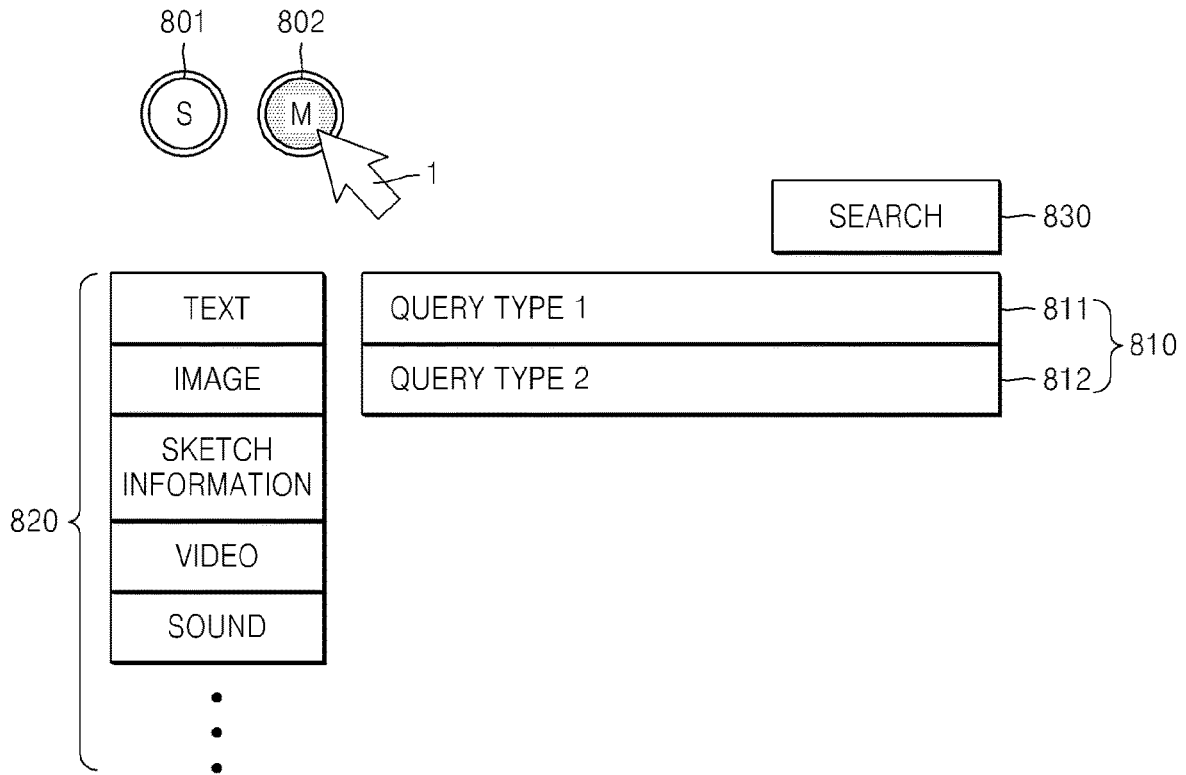 801
802
S
M
1
SEARCH
830
TEXT
QUERY TYPE 1
811
IMAGE
QUERY TYPE 2
812
810
SKETCH
INFORMATION
820
VIDEO
SOUND